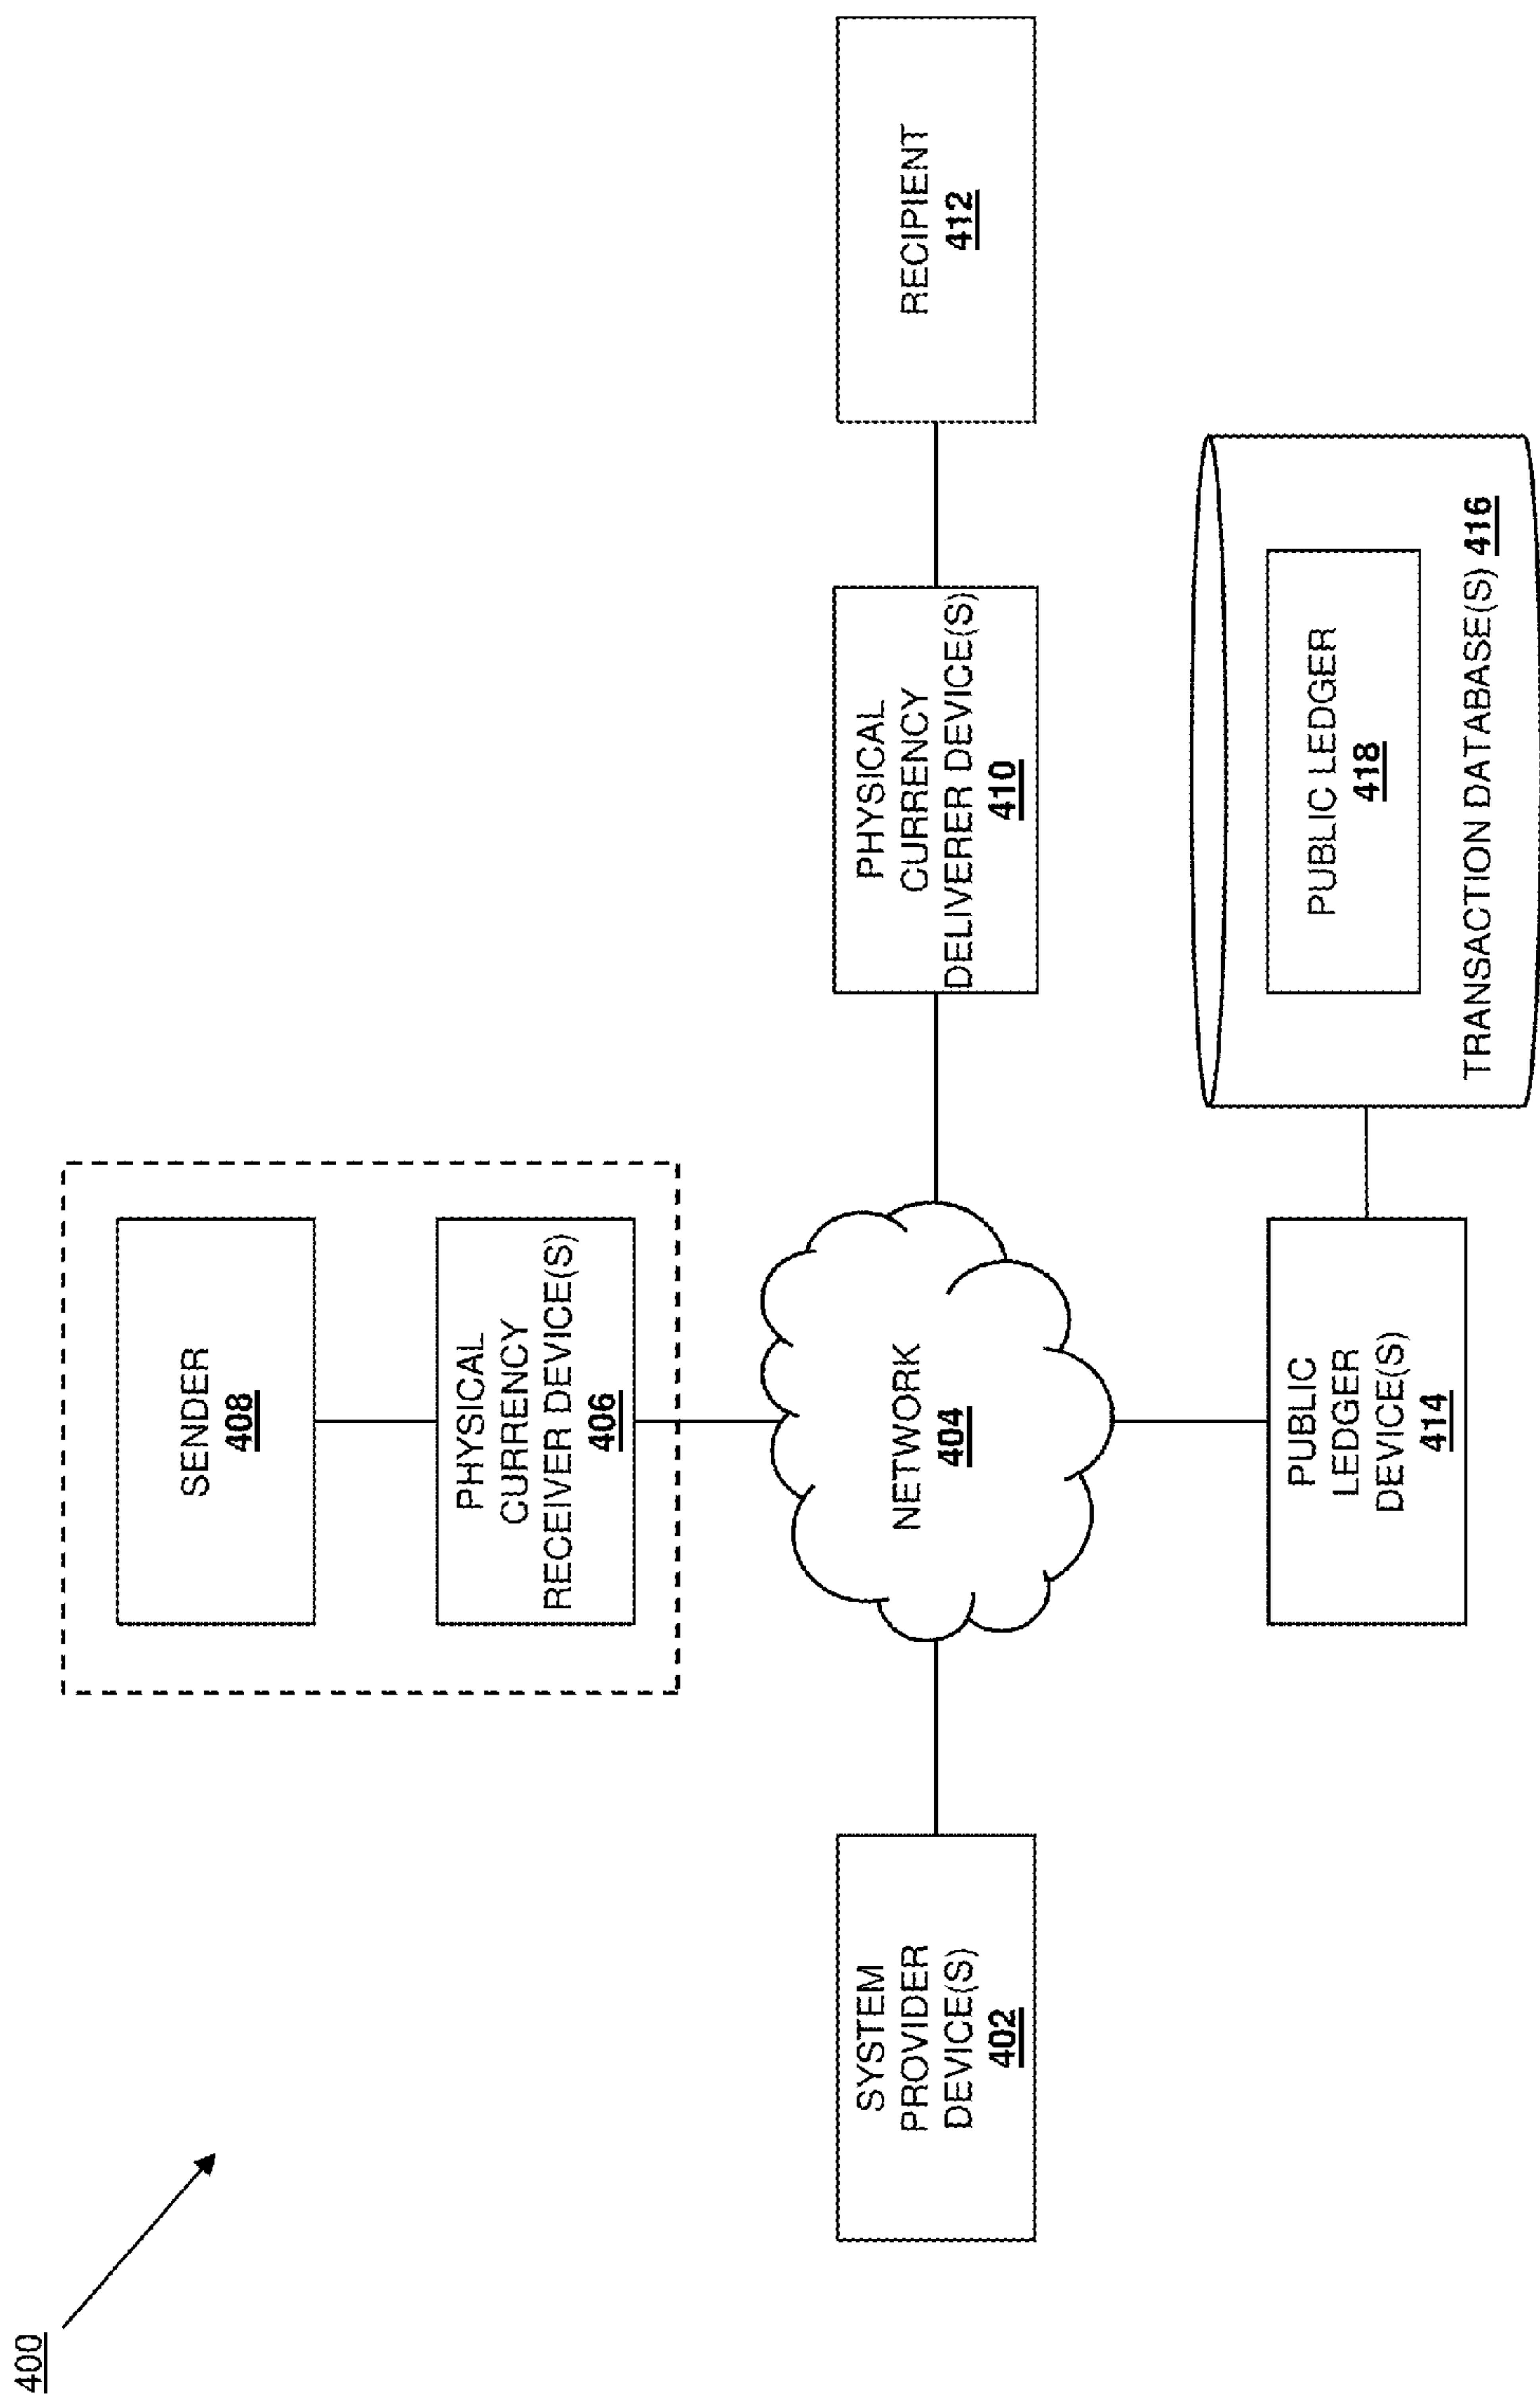 400
SENDER
408
PHYSICAL
CURRENCY
RECEIVER DEVICE(S)
406
SYSTEM
PROVIDER
DEVICE(S)
402
NETWORK
404
PHYSICAL
CURRENCY
DELIVERER DEVICE(S)
410
RECIPIENT
412
PUBLIC
LEDGER
DEVICE(S)
414
PUBLIC LEDGER
418
TRANSACTION DATABASE(S) 416